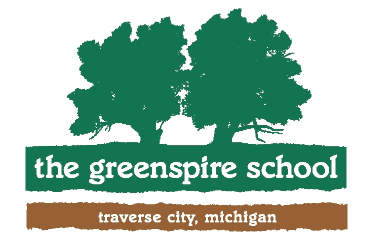 the greenspire school
traverse city, michigan